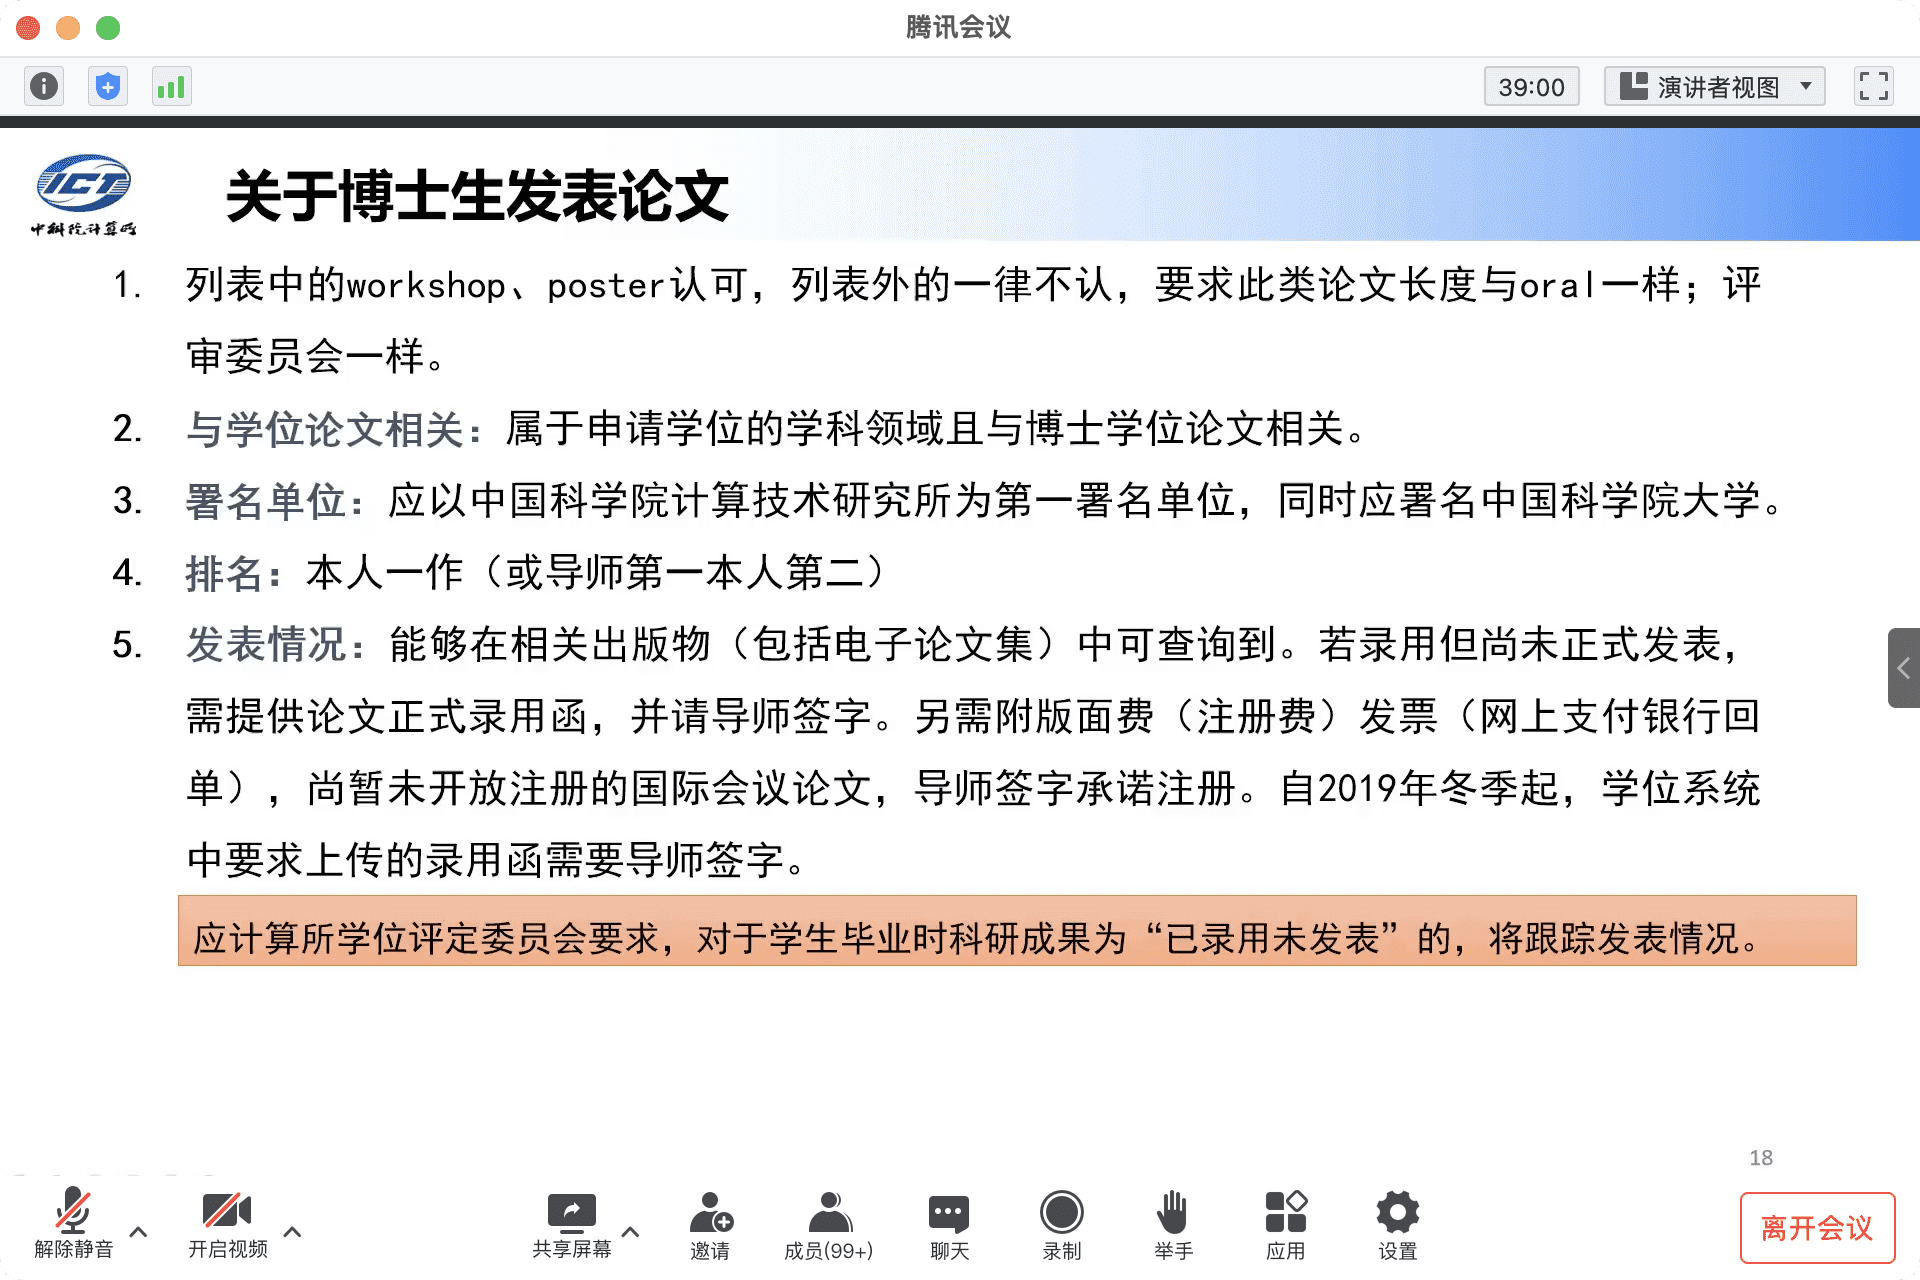 腾讯会议
39:00
演讲者视图
ICT
中科院计算所
关于博士生发表论文
1. 列表中的workshop、poster认可，列表外的一律不认，要求此类论文长度与oral一样；评
审委员会一样。
2. 与学位论文相关：属于申请学位的学科领域且与博士学位论文相关。
3. 署名单位：应以中国科学院计算技术研究所为第一署名单位，同时应署名中国科学院大学。
4. 排名：本人一作（或导师第一本人第二）
5. 发表情况：能够在相关出版物（包括电子论文集）中可查询到。若录用但尚未正式发表，
需提供论文正式录用函，并请导师签字。另需附版面费（注册费）发票（网上支付银行回
单），尚暂未开放注册的国际会议论文，导师签字承诺注册。自2019年冬季起，学位系统
中要求上传的录用函需要导师签字。
应计算所学位评定委员会要求，对于学生毕业时科研成果为“已录用未发表”的，将跟踪发表情况。
18
解除静音
开启视频
共享屏幕
邀请
成员(99+)
聊天
录制
举手
应用
设置
离开会议